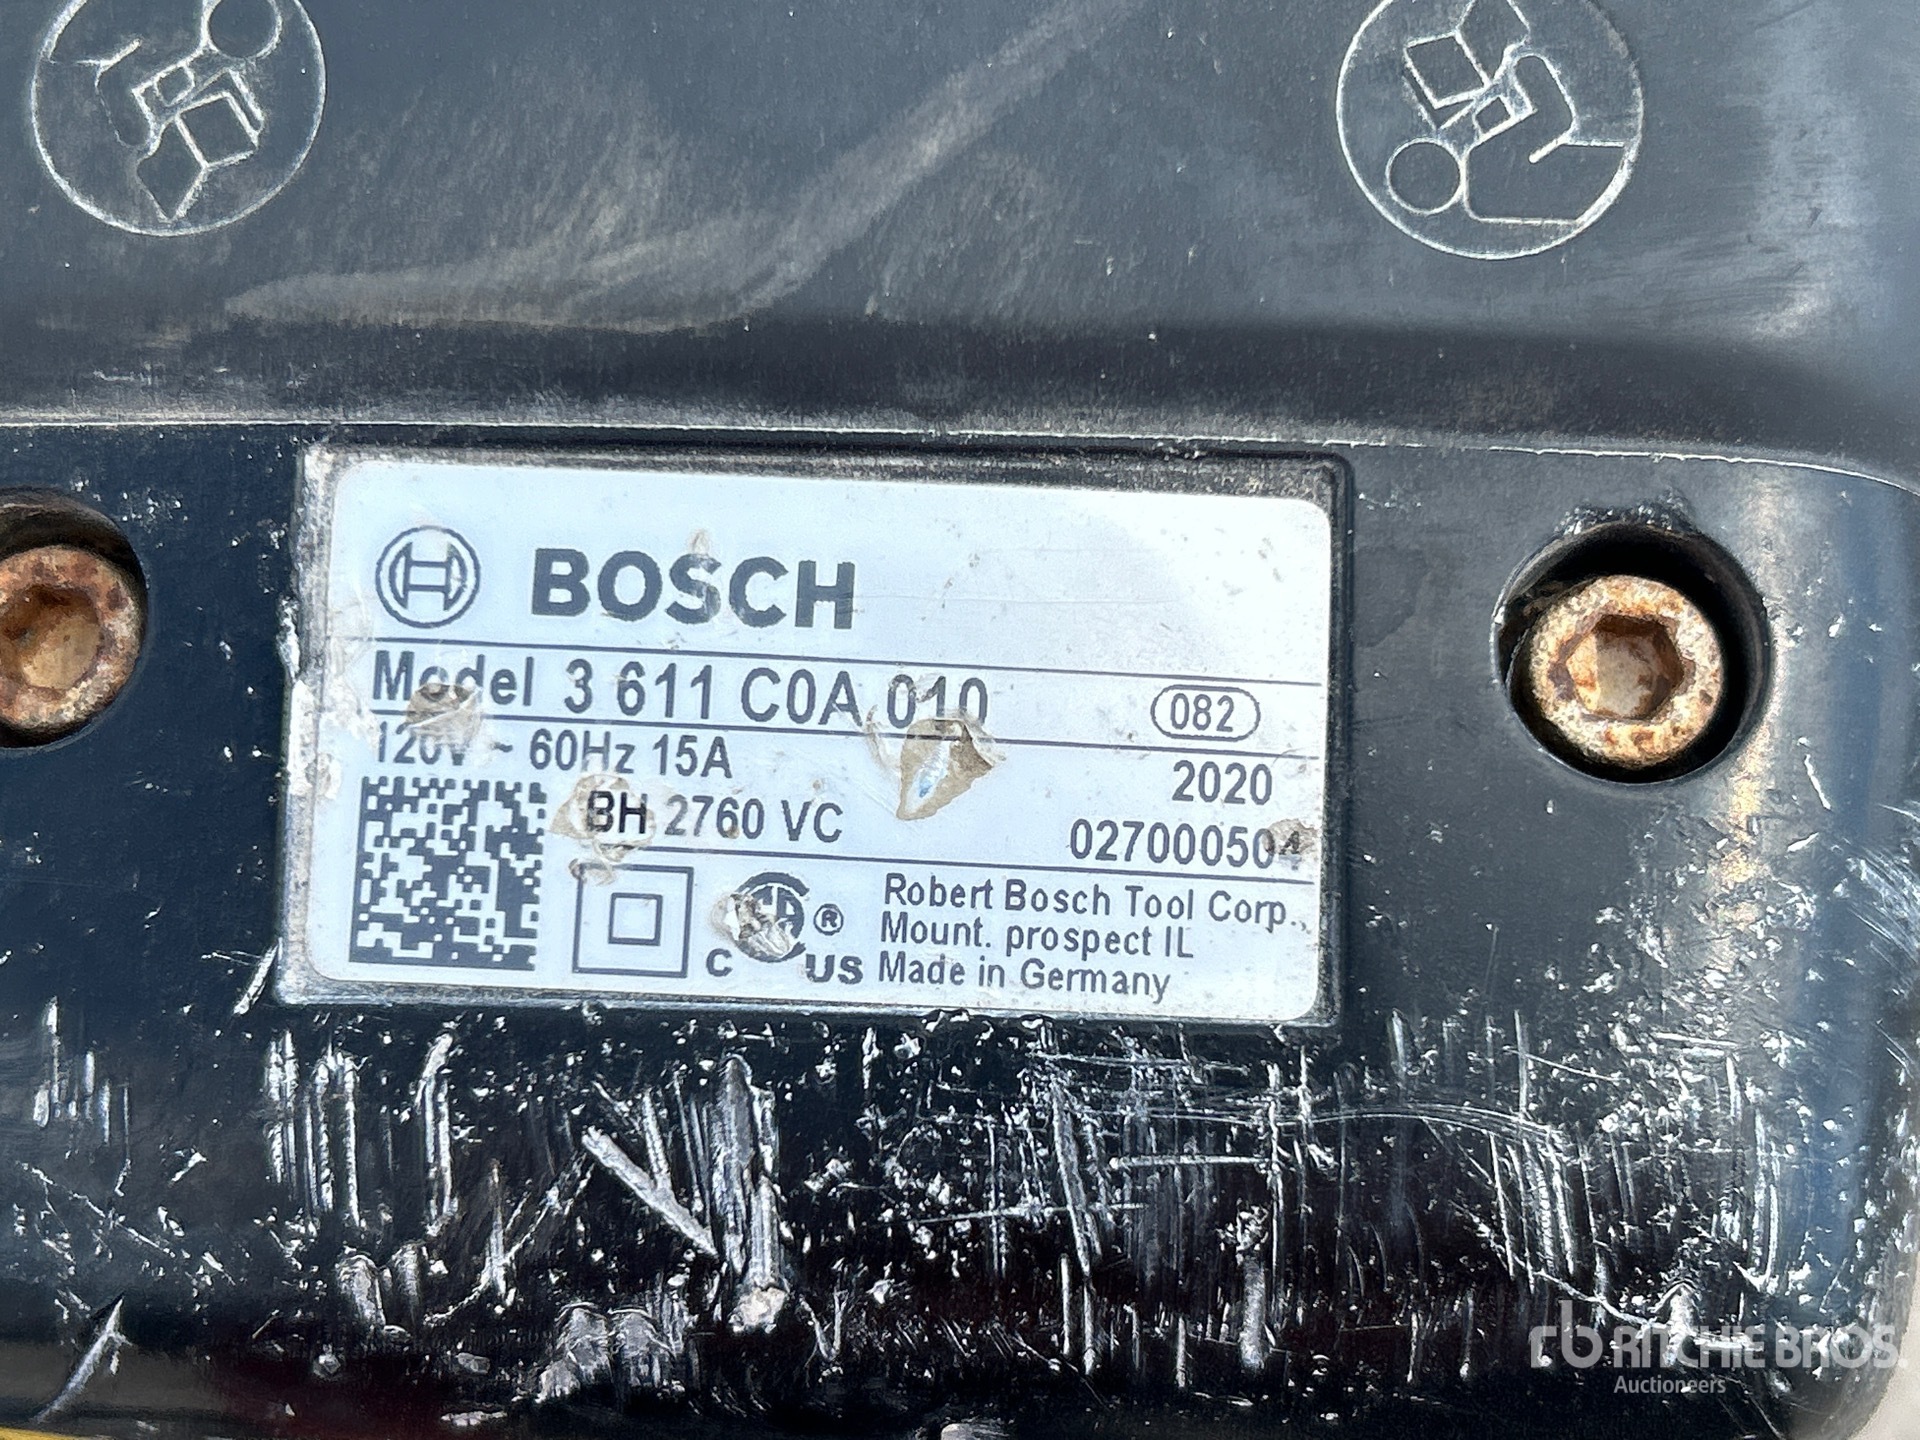 BOSCH
Model 3 611 C0A 010 082
120V ~ 60Hz 15A 2020
BH 2760 VC 027000504
Robert Bosch Tool Corp.,
Mount. prospect IL
Made in Germany
C US ®
rb RITCHIE BROS.
Auctioneers